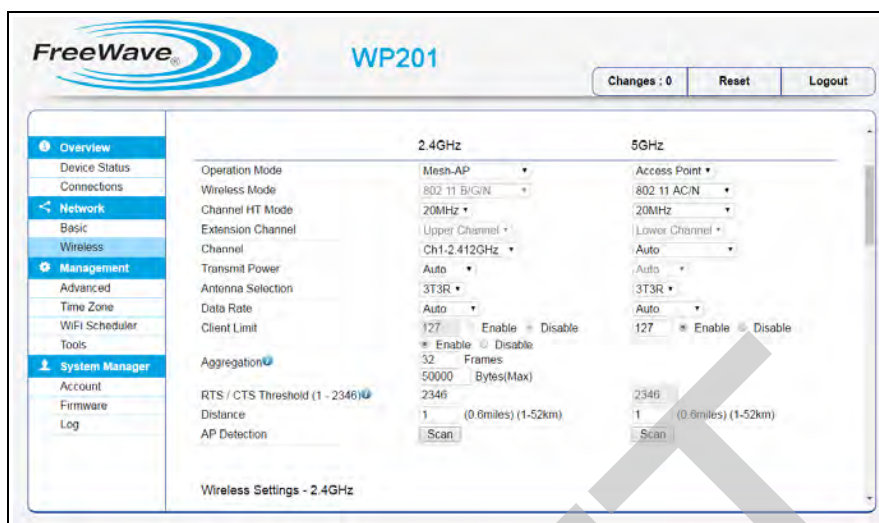 FreeWave®
WP201
Changes : 0 Reset Logout
Overview
Device Status
Connections
Network
Basic
Wireless
Management
Advanced
Time Zone
WiFi Scheduler
Tools
System Manager
Account
Firmware
Log
2.4GHz 5GHz
Operation Mode Mesh-AP Access Point
Wireless Mode 802 11 B/G/N 802 11 AC/N
Channel HT Mode 20MHz 20MHz
Extension Channel Upper Channel Lower Channel
Channel Ch1-2.412GHz Auto
Transmit Power Auto Auto
Antenna Selection 3T3R 3T3R
Data Rate Auto Auto
Client Limit 127 Enable Disable 127 Enable Disable
Enable Disable
Aggregation 32 Frames
50000 Bytes(Max)
RTS / CTS Threshold (1 - 2346) 2346 2346
Distance 1 (0.6miles) (1-52km) 1 (0.6miles) (1-52km)
AP Detection Scan Scan
Wireless Settings - 2.4GHz